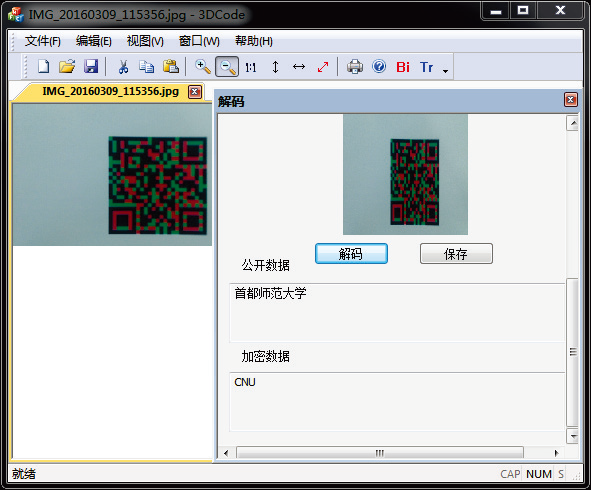 IMG_20160309_115356.jpg - 3DCode
文件(F) 编辑(E) 视图(V) 窗口(W) 帮助(H)
1:1 Bi Tr
IMG_20160309_115356.jpg
解码
解码 保存
公开数据
首都师范大学
加密数据
CNU
就绪 CAP NUM S